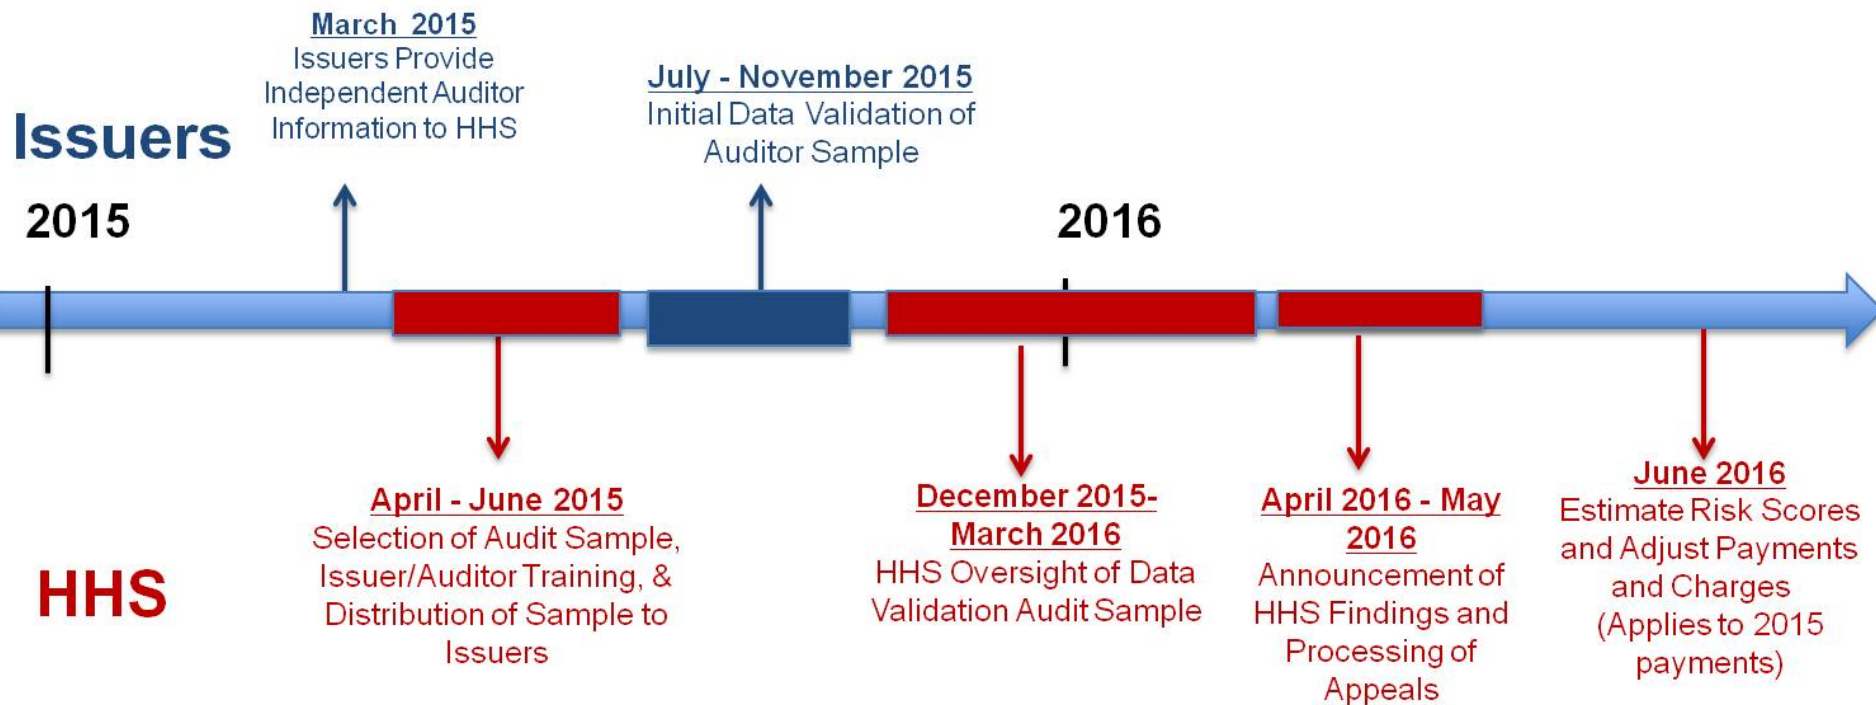 March 2015
Issuers Provide
Independent Auditor
Information to HHS
July - November 2015
Initial Data Validation of
Auditor Sample
Issuers
2015
2016
April - June 2015
Selection of Audit Sample,
Issuer/Auditor Training, &
Distribution of Sample to
Issuers
December 2015-
March 2016
HHS Oversight of Data
Validation Audit Sample
April 2016 - May
2016
Announcement of
HHS Findings and
Processing of
Appeals
June 2016
Estimate Risk Scores
and Adjust Payments
and Charges
(Applies to 2015
payments)
HHS